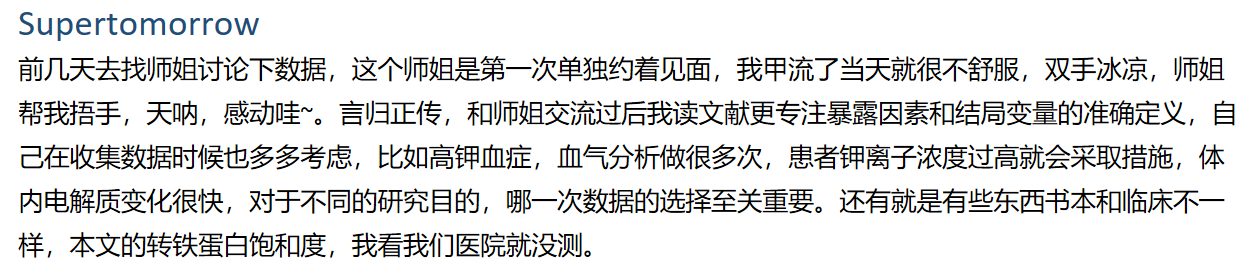 Supertomorrow
前几天去找师姐讨论下数据，这个师姐是第一次单独约着见面，我甲流了当天就很不舒服，双手冰凉，师姐
帮我捂手，天呐，感动哇~。言归正传，和师姐交流过后我读文献更专注暴露因素和结局变量的准确定义，自
己在收集数据时候也多多考虑，比如高钾血症，血气分析做很多次，患者钾离子浓度过高就会采取措施，体
内电解质变化很快，对于不同的研究目的，哪一次数据的选择至关重要。还有就是有些东西书本和临床不一
样，本文的转铁蛋白饱和度，我看我们医院就没测。